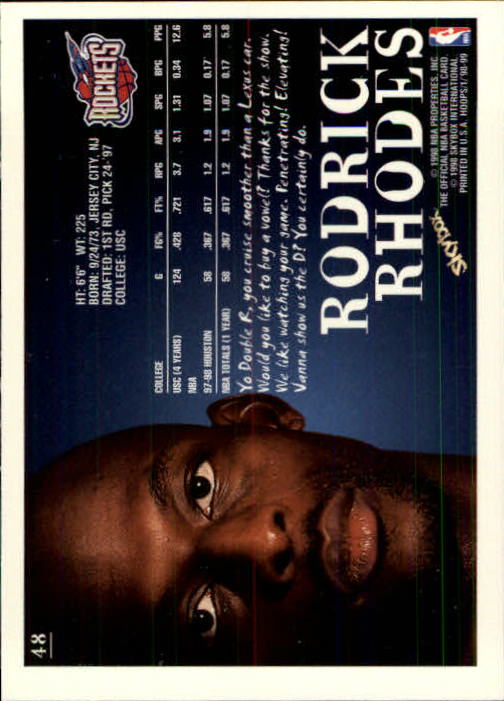 48
ROCKETS
HT: 6'6" WT: 225
BORN: 9/24/73, JERSEY CITY, NJ
DRAFTED: 1ST RD, PICK 24-'97
COLLEGE: USC
COLLEGE G FG% FT% RPG APG SPG BPG PPG
USC (4 YEARS) 124 .428 .721 3.7 3.1 1.31 0.34 12.6
NBA
97-98 HOUSTON 58 .367 .617 1.2 1.9 1.07 0.17 5.8
NBA TOTALS (1 YEAR) 58 .367 .617 1.2 1.9 1.07 0.17 5.8
Yo Double R, you cruise smoother than a Lexus car.
Would you like to buy a vowel? Thanks for the show.
We like watching your game. Penetrating! Elevating!
Vanna show us the D? You certainly do.
RODRICK
RHODES
SkyBox
© 1998 NBA PROPERTIES, INC.
THE OFFICIAL NBA BASKETBALL CARD.
© 1998 SKYBOX INTERNATIONAL
PRINTED IN U.S.A. HOOPS/1/98-99